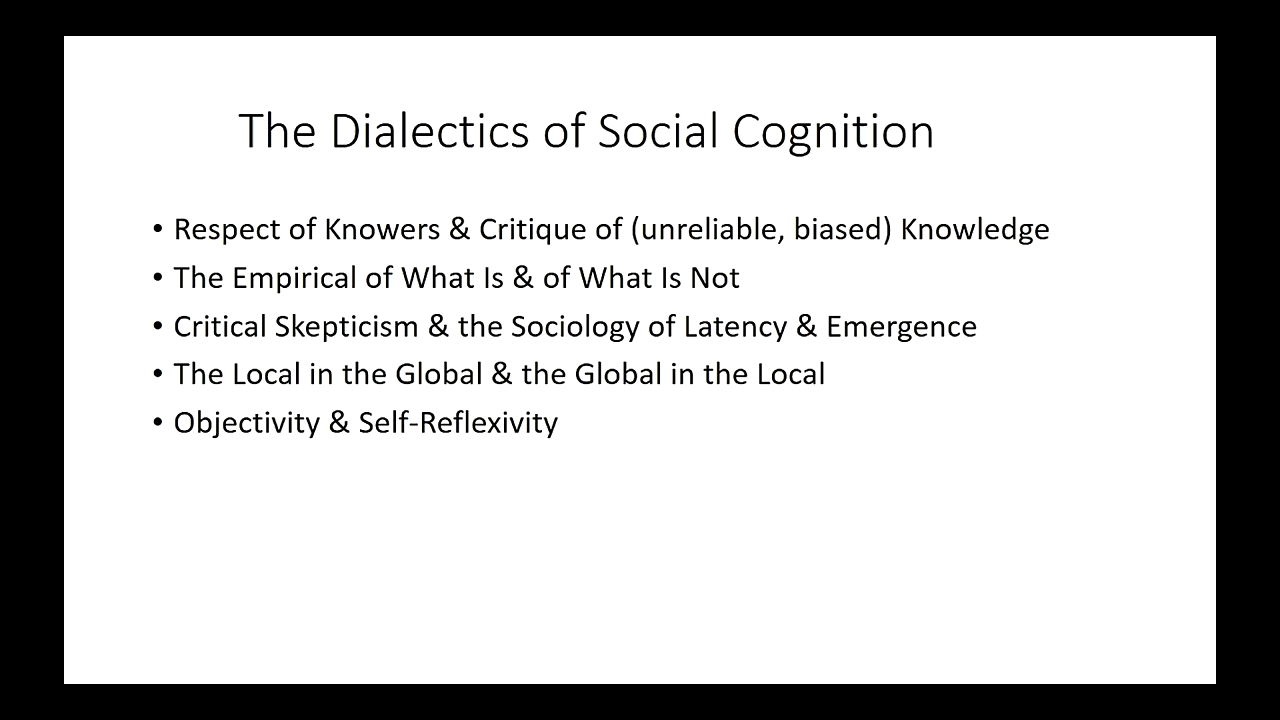 The Dialectics of Social Cognition
• Respect of Knowers & Critique of (unreliable, biased) Knowledge
• The Empirical of What Is & of What Is Not
• Critical Skepticism & the Sociology of Latency & Emergence
• The Local in the Global & the Global in the Local
• Objectivity & Self-Reflexivity